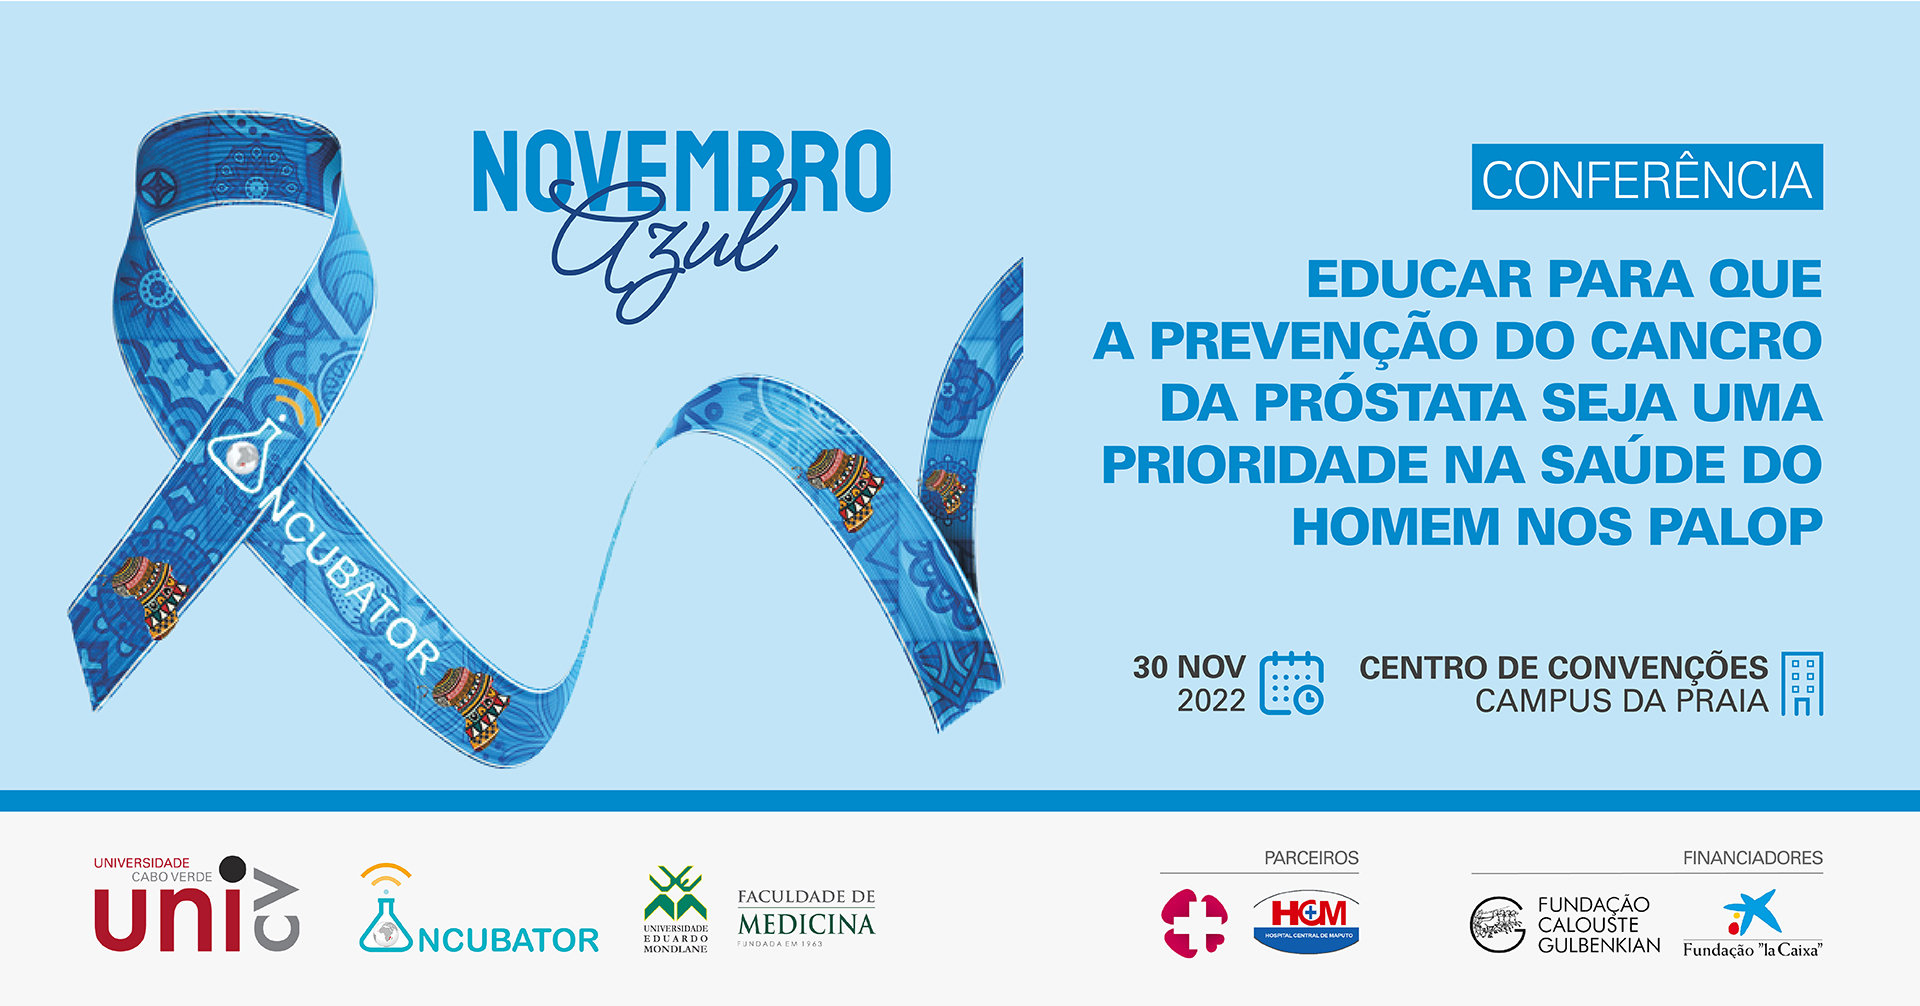 NOVEMBRO
Azul
NCUBATOR
CONFERÊNCIA
EDUCAR PARA QUE
A PREVENÇÃO DO CANCRO
DA PRÓSTATA SEJA UMA
PRIORIDADE NA SAÚDE DO
HOMEM NOS PALOP
30 NOV
2022
CENTRO DE CONVENÇÕES
CAMPUS DA PRAIA
UNIVERSIDADE
CABO VERDE
uni cv
NCUBATOR
UNIVERSIDADE
EDUARDO
MONDLANE
FACULDADE DE
MEDICINA
FUNDADA EM 1963
PARCEIROS
HCM
HOSPITAL CENTRAL DE MAPUTO
FINANCIADORES
FUNDAÇÃO
CALOUSTE
GULBENKIAN
Fundação "la Caixa"